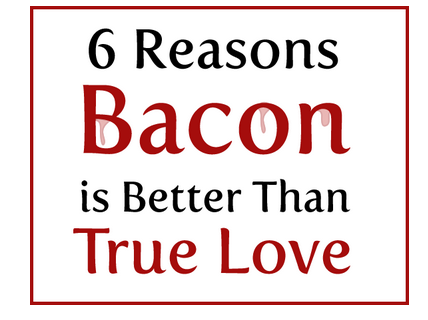 6 Reasons
Bacon
is Better Than
True Love